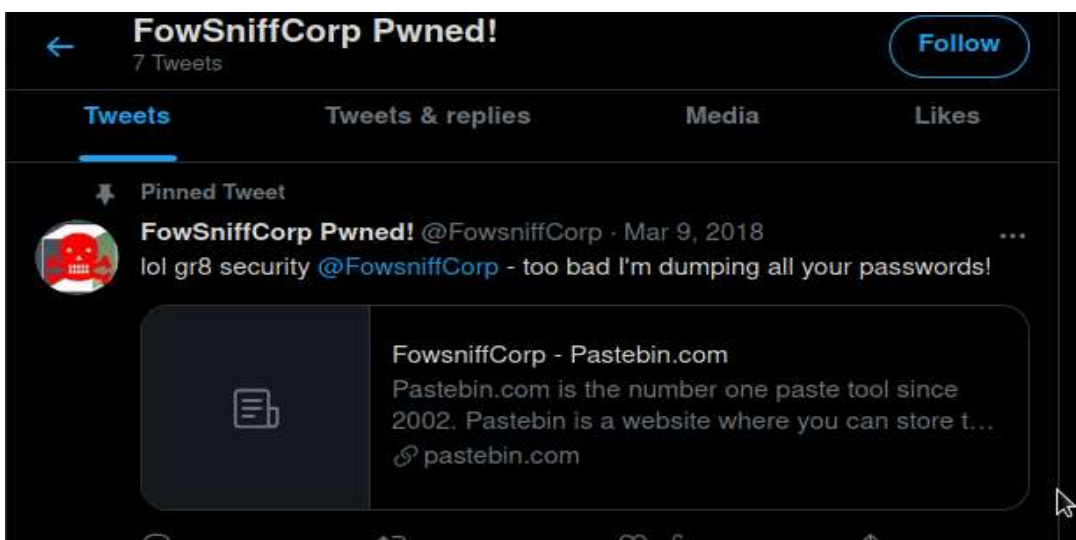 FowSniffCorp Pwned!
7 Tweets
Follow
Tweets Tweets & replies Media Likes
Pinned Tweet
FowSniffCorp Pwned! @FowsniffCorp · Mar 9, 2018
lol gr8 security @FowsniffCorp - too bad I'm dumping all your passwords!
FowsniffCorp - Pastebin.com
Pastebin.com is the number one paste tool since
2002. Pastebin is a website where you can store t...
pastebin.com